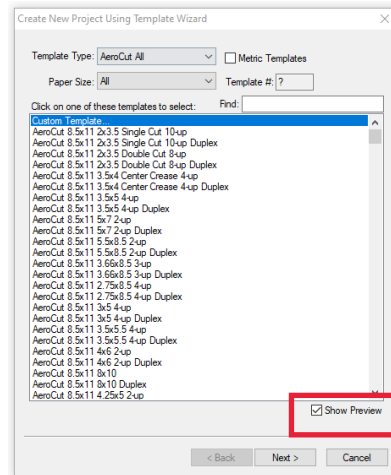 Create New Project Using Template Wizard
Template Type: AeroCut All Metric Templates
Paper Size: All Template #: ?
Click on one of these templates to select: Find:
Custom Template...
AeroCut 8.5x11 2x3.5 Single Cut 10-up
AeroCut 8.5x11 2x3.5 Single Cut 10-up Duplex
AeroCut 8.5x11 2x3.5 Double Cut 8-up
AeroCut 8.5x11 2x3.5 Double Cut 8-up Duplex
AeroCut 8.5x11 3.5x4 Center Crease 4-up
AeroCut 8.5x11 3.5x4 Center Crease 4-up Duplex
AeroCut 8.5x11 3.5x5 4-up
AeroCut 8.5x11 3.5x5 4-up Duplex
AeroCut 8.5x11 5x7 2-up
AeroCut 8.5x11 5x7 2-up Duplex
AeroCut 8.5x11 5.5x8.5 2-up
AeroCut 8.5x11 5.5x8.5 2-up Duplex
AeroCut 8.5x11 3.66x8.5 3-up
AeroCut 8.5x11 3.66x8.5 3-up Duplex
AeroCut 8.5x11 2.75x8.5 4-up
AeroCut 8.5x11 2.75x8.5 4-up Duplex
AeroCut 8.5x11 3x5 4-up
AeroCut 8.5x11 3x5 4-up Duplex
AeroCut 8.5x11 3.5x5.5 4-up
AeroCut 8.5x11 3.5x5.5 4-up Duplex
AeroCut 8.5x11 4x6 2-up
AeroCut 8.5x11 4x6 2-up Duplex
AeroCut 8.5x11 8x10
AeroCut 8.5x11 8x10 Duplex
AeroCut 8.5x11 4.25x5 2-up
Show Preview
< Back Next > Cancel